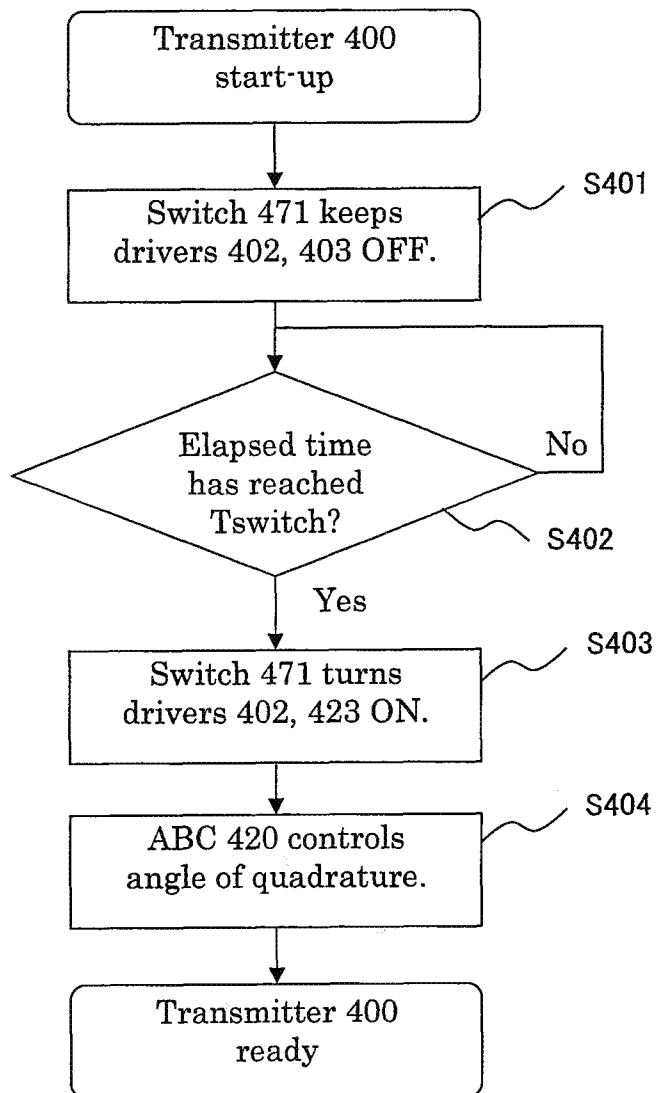 Transmitter 400
start-up
S401
Switch 471 keeps
drivers 402, 403 OFF.
Elapsed time
has reached
Tswitch?
No
S402
Yes
S403
Switch 471 turns
drivers 402, 423 ON.
S404
ABC 420 controls
angle of quadrature.
Transmitter 400
ready